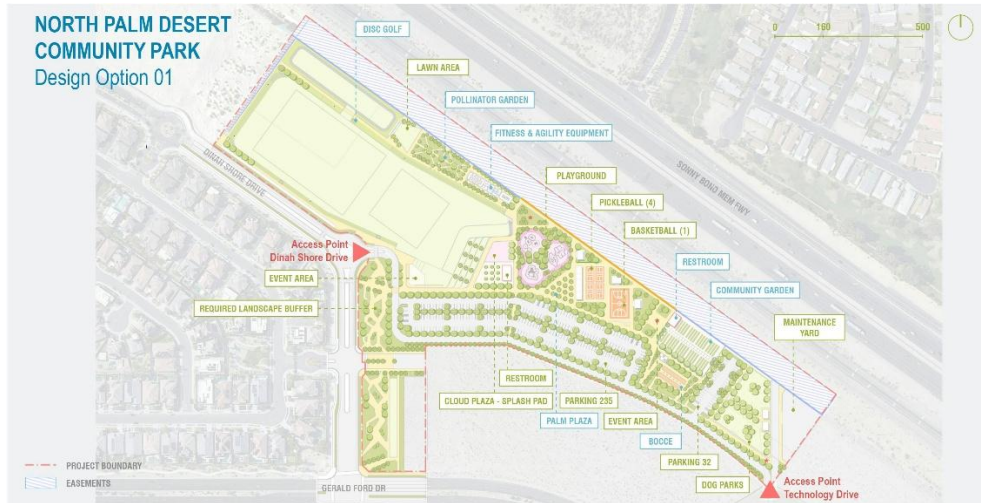 NORTH PALM DESERT
COMMUNITY PARK
Design Option 01
0 160 500
DISC GOLF
LAWN AREA
POLLINATOR GARDEN
FITNESS & AGILITY EQUIPMENT
PLAYGROUND
PICKLEBALL (4)
BASKETBALL (1)
SONNY BONO MEM FWY
RESTROOM
COMMUNITY GARDEN
MAINTENANCE
YARD
DINAH SHORE DRIVE
Access Point
Dinah Shore Drive
EVENT AREA
REQUIRED LANDSCAPE BUFFER
RESTROOM
CLOUD PLAZA - SPLASH PAD
PARKING 235
PALM PLAZA
EVENT AREA
BOCCE
PARKING 32
DOG PARKS
Access Point
Technology Drive
PROJECT BOUNDARY
EASEMENTS
GERALD FORD DR